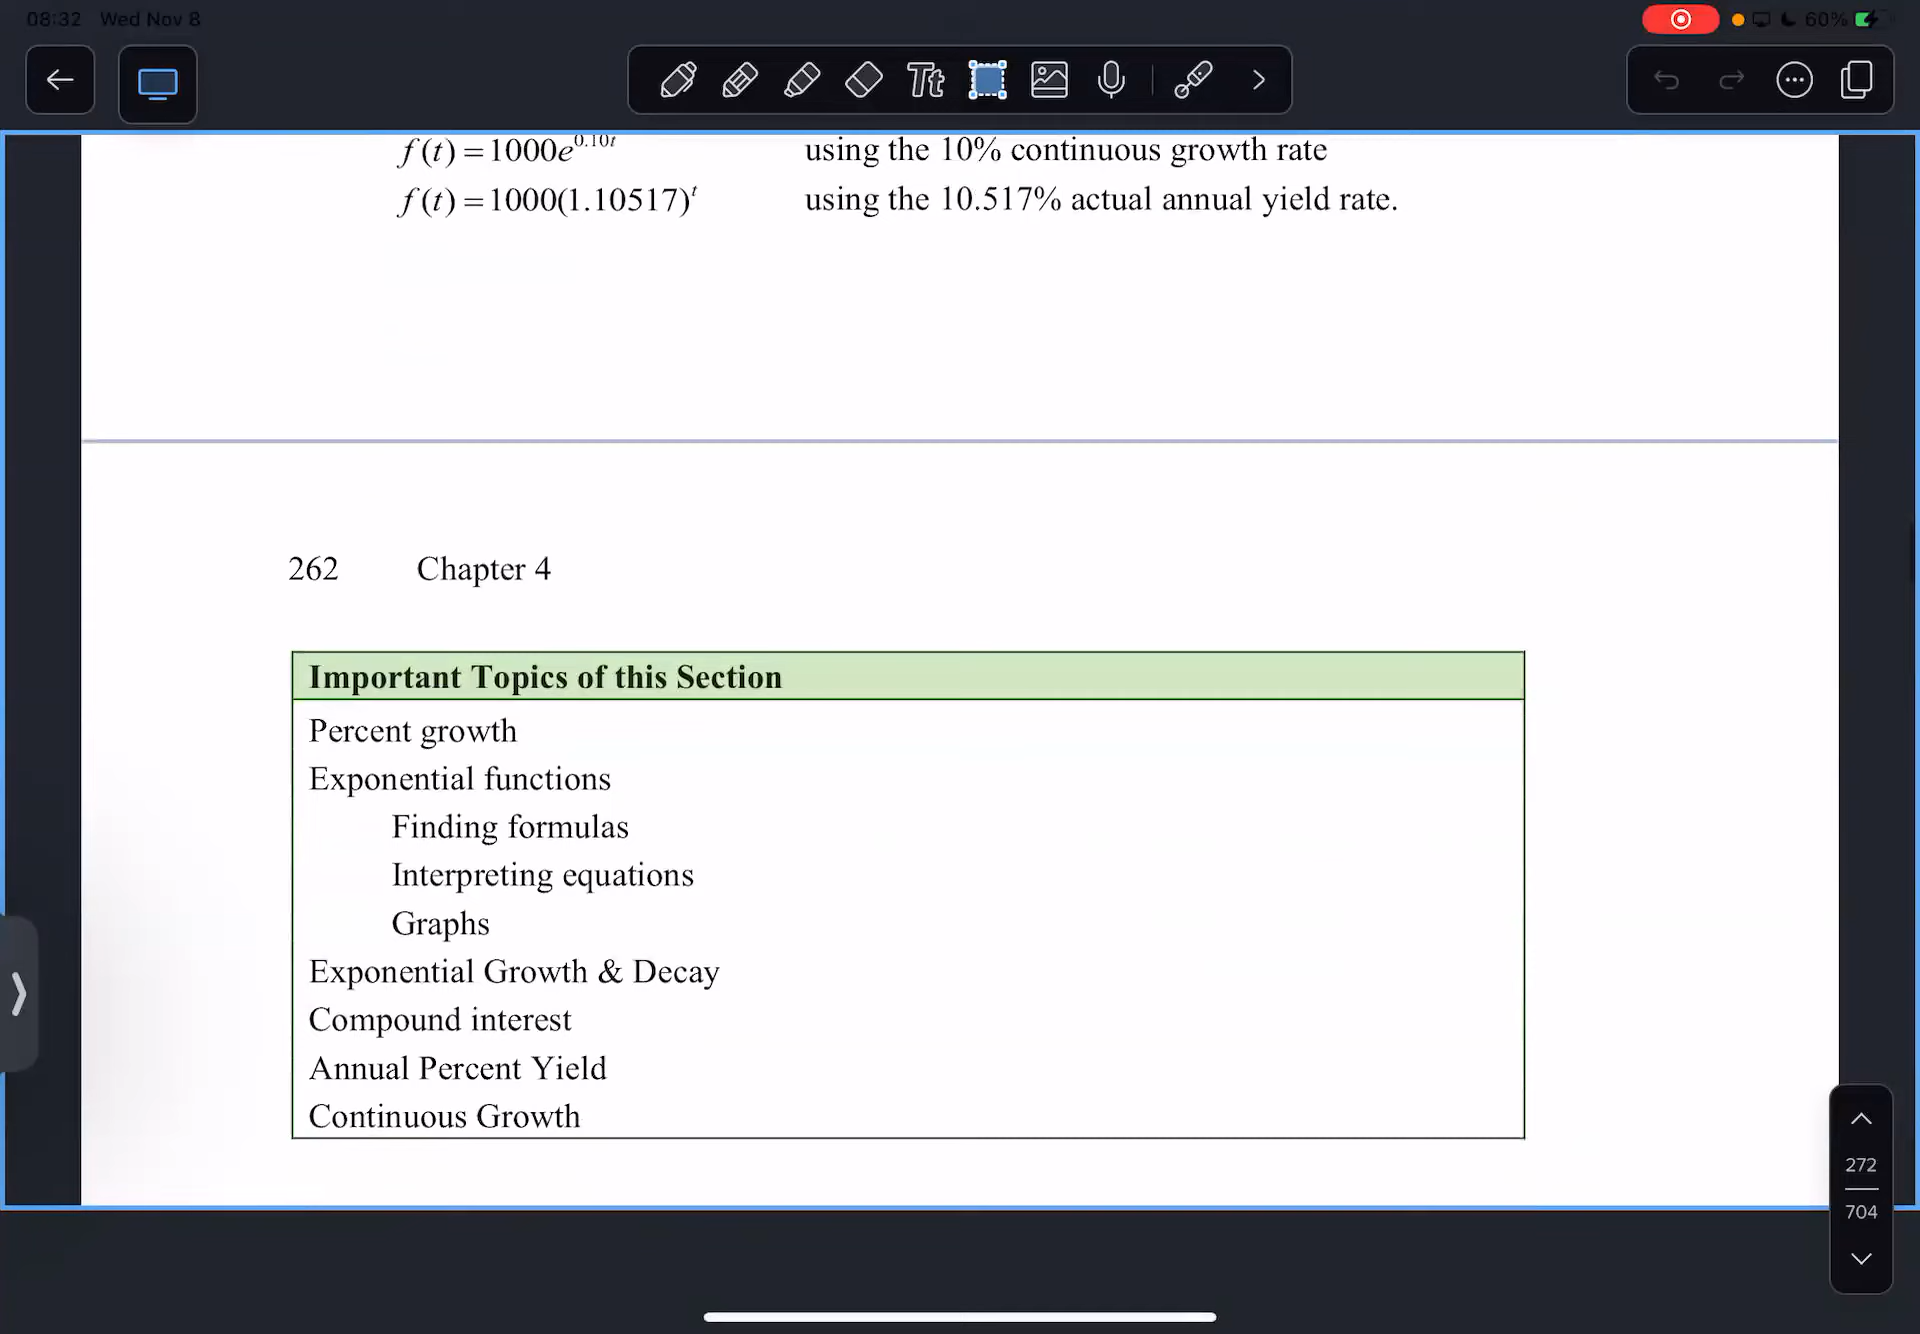 08:32 Wed Nov 8
60%
Tt
f(t) = 1000e^{0.10t} using the 10% continuous growth rate
f(t) = 1000(1.10517)^t using the 10.517% actual annual yield rate.
262 Chapter 4
Important Topics of this Section
Percent growth
Exponential functions
Finding formulas
Interpreting equations
Graphs
Exponential Growth & Decay
Compound interest
Annual Percent Yield
Continuous Growth
272
704